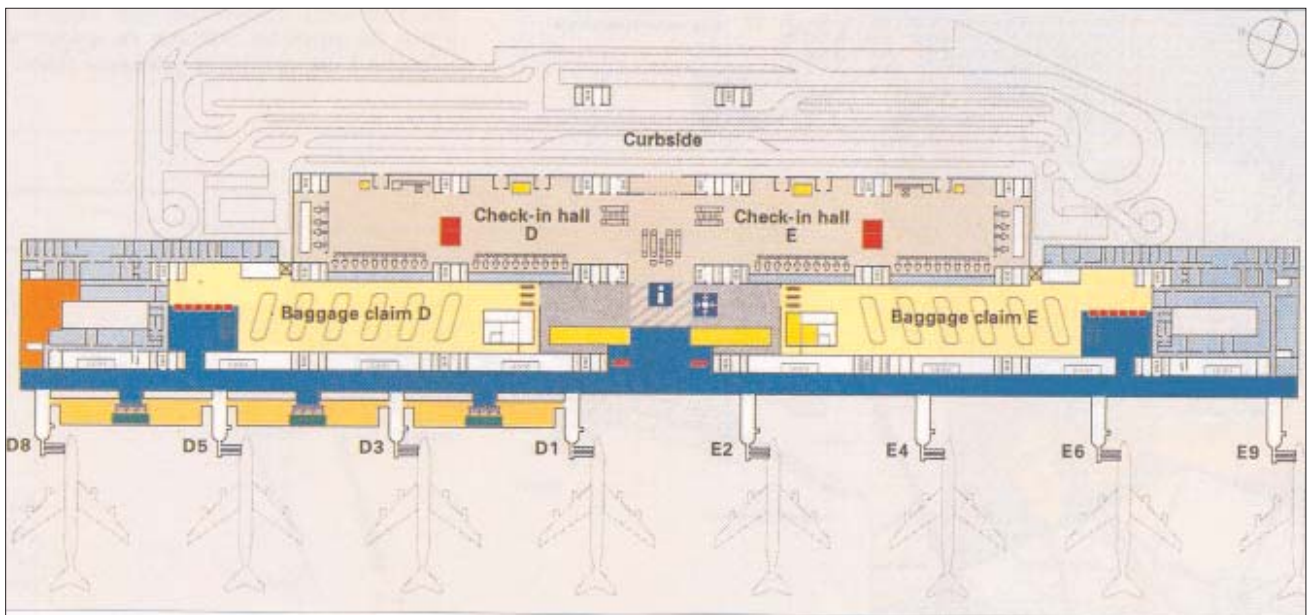 Curbside
Check-in hall
D
Check-in hall
E
i
Baggage claim D
Baggage claim E
D8
D5
D3
D1
E2
E4
E6
E9